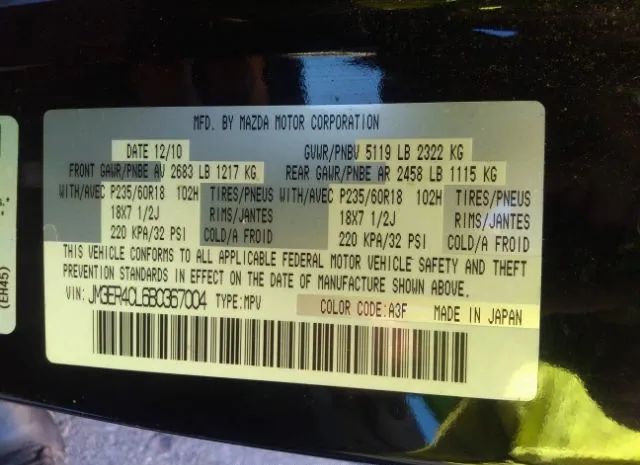 MFD. BY MAZDA MOTOR CORPORATION
DATE 12/10 GVWR/PNBV 5119 LB 2322 KG
FRONT GAWR/PNBE AV 2683 LB 1217 KG REAR GAWR/PNBE AR 2458 LB 1115 KG
WITH/AVEC P235/60R18 102H TIRES/PNEUS WITH/AVEC P235/60R18 102H TIRES/PNEUS
18X7 1/2J RIMS/JANTES 18X7 1/2J RIMS/JANTES
220 KPA/32 PSI COLD/A FROID 220 KPA/32 PSI COLD/A FROID
THIS VEHICLE CONFORMS TO ALL APPLICABLE FEDERAL MOTOR VEHICLE SAFETY AND THEFT
PREVENTION STANDARDS IN EFFECT ON THE DATE OF MANUFACTURE SHOWN ABOVE.
VIN: JM3ER4CL6B0367004 TYPE:MPV COLOR CODE:A3F MADE IN JAPAN
(EH45)